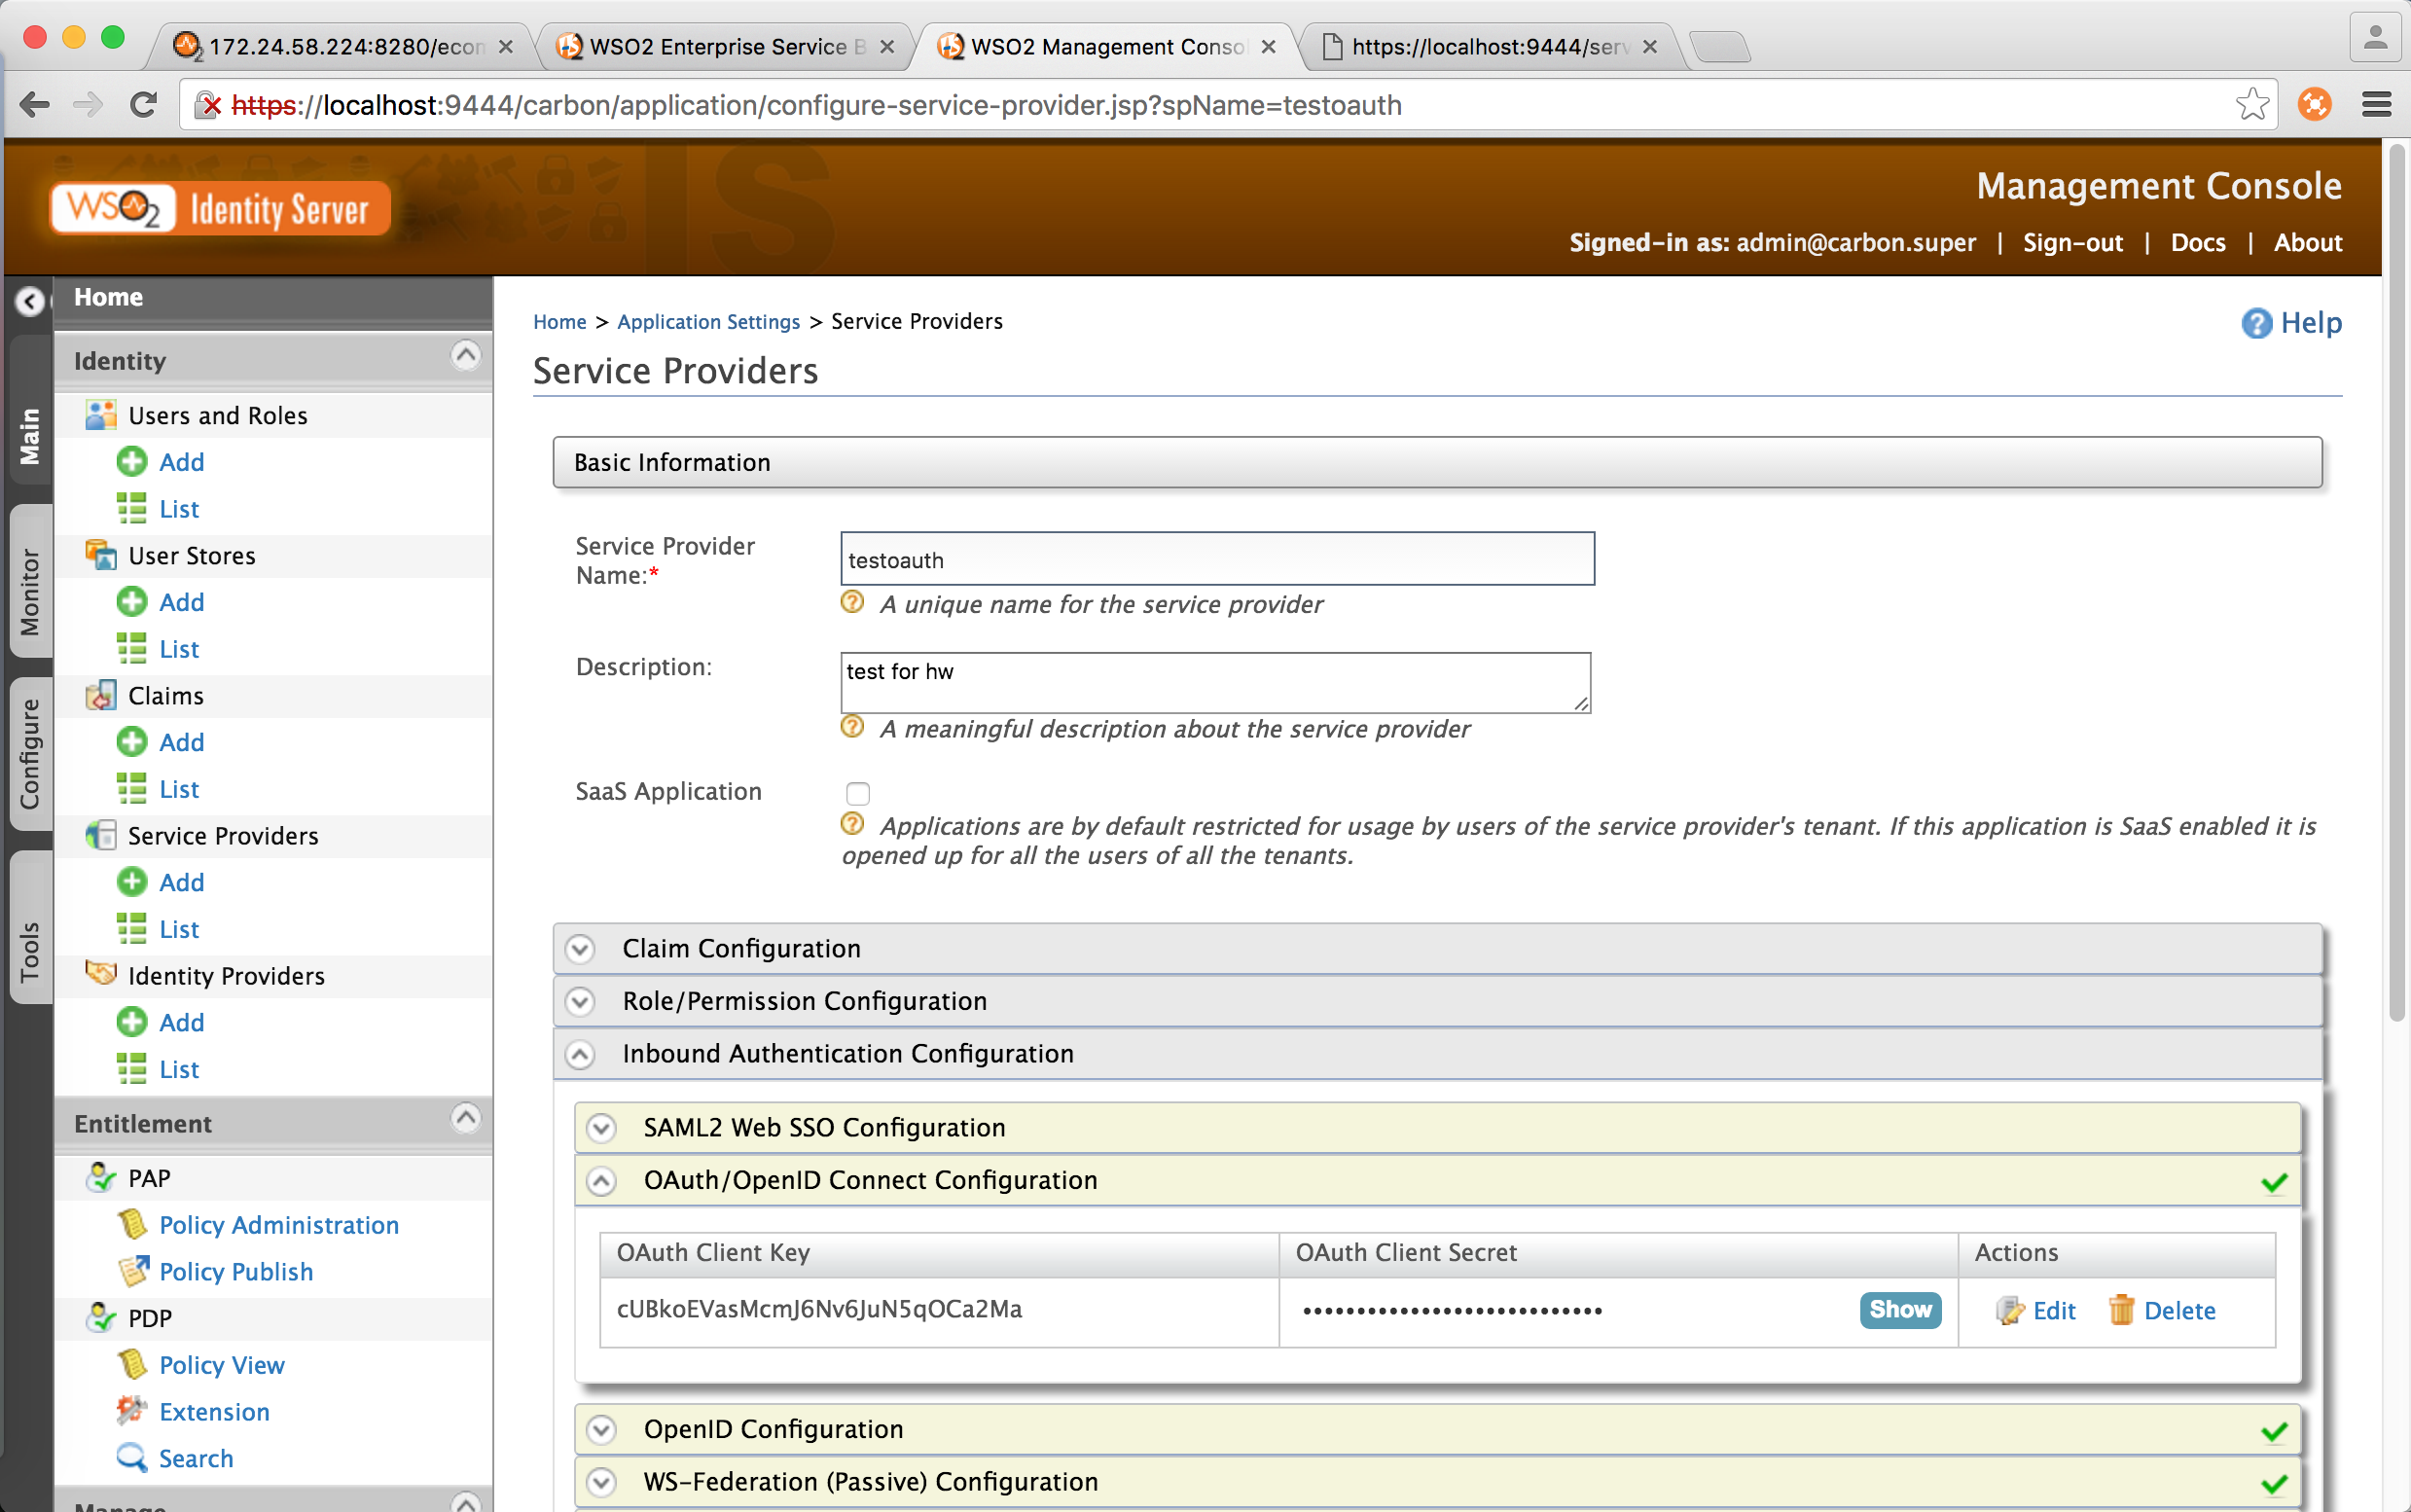 172.24.58.224:8280/econ
WSO2 Enterprise Service B
WSO2 Management Consol
https://localhost:9444/serv
https://localhost:9444/carbon/application/configure-service-provider.jsp?spName=testoauth
WSO2 Identity Server
Management Console
Signed-in as: admin@carbon.super | Sign-out | Docs | About
Main
Monitor
Configure
Tools
Home
Identity
Users and Roles
Add
List
User Stores
Add
List
Claims
Add
List
Service Providers
Add
List
Identity Providers
Add
List
Entitlement
PAP
Policy Administration
Policy Publish
PDP
Policy View
Extension
Search
Manage
Home > Application Settings > Service Providers
Help
Service Providers
Basic Information
Service Provider
Name:*
testoauth
A unique name for the service provider
Description:
test for hw
A meaningful description about the service provider
SaaS Application
Applications are by default restricted for usage by users of the service provider's tenant. If this application is SaaS enabled it is
opened up for all the users of all the tenants.
Claim Configuration
Role/Permission Configuration
Inbound Authentication Configuration
SAML2 Web SSO Configuration
OAuth/OpenID Connect Configuration
OAuth Client Key
OAuth Client Secret
Actions
cUBkoEVasMcmJ6Nv6JuN5qOCa2Ma
••••••••••••••••••••••••••••
Show
Edit
Delete
OpenID Configuration
WS-Federation (Passive) Configuration